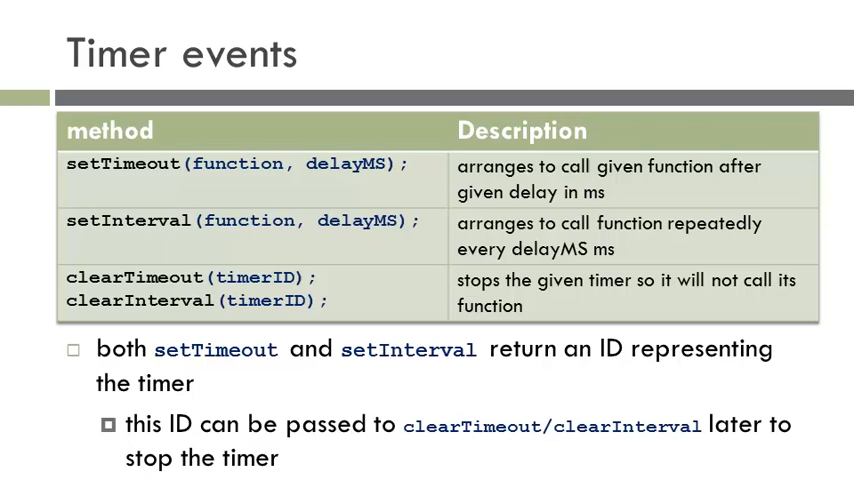 Timer events
method
Description
setTimeout(function, delayMS);
arranges to call given function after
given delay in ms
setInterval(function, delayMS);
arranges to call function repeatedly
every delayMS ms
clearTimeout(timerID);
clearInterval(timerID);
stops the given timer so it will not call its
function
both setTimeout and setInterval return an ID representing
the timer
this ID can be passed to clearTimeout/clearInterval later to
stop the timer